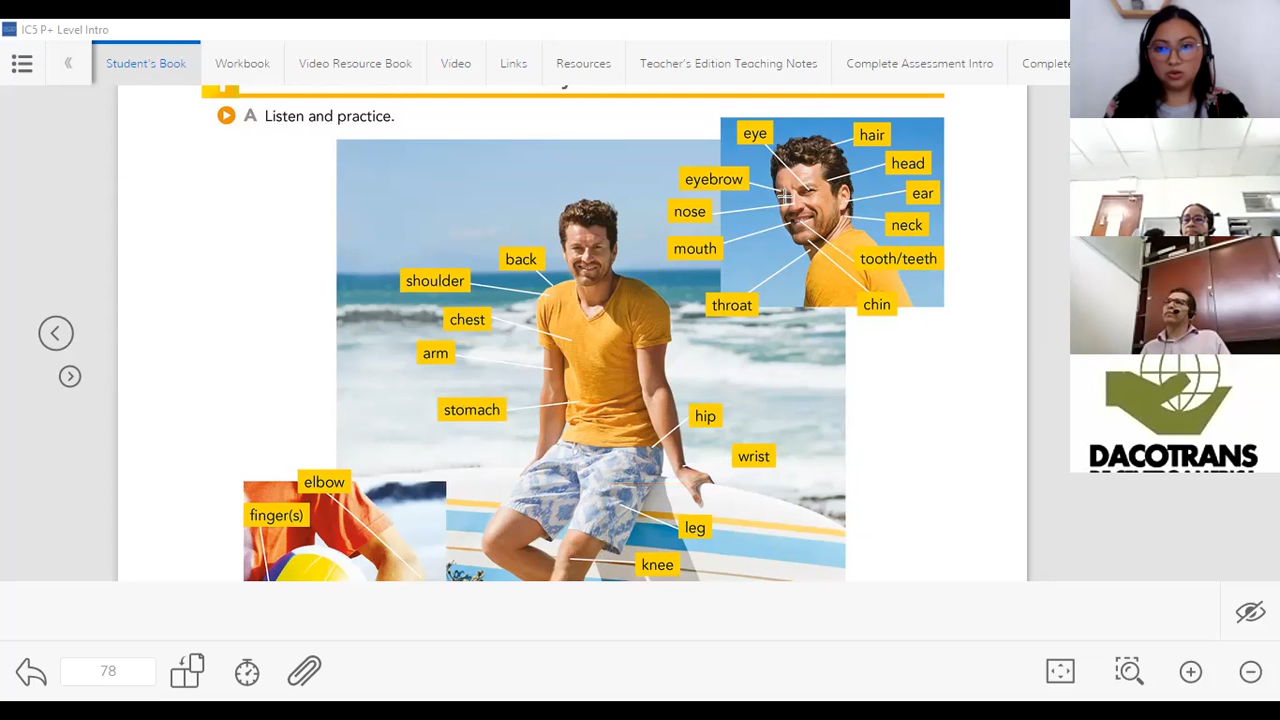 IC5 P+ Level Intro
Student's Book
Workbook
Video Resource Book
Video
Links
Resources
Teacher's Edition Teaching Notes
Complete Assessment Intro
Complete
A Listen and practice.
eye
hair
head
eyebrow
ear
nose
neck
mouth
tooth/teeth
throat
chin
back
shoulder
chest
arm
stomach
hip
wrist
elbow
finger(s)
leg
knee
78
DACOTRANS